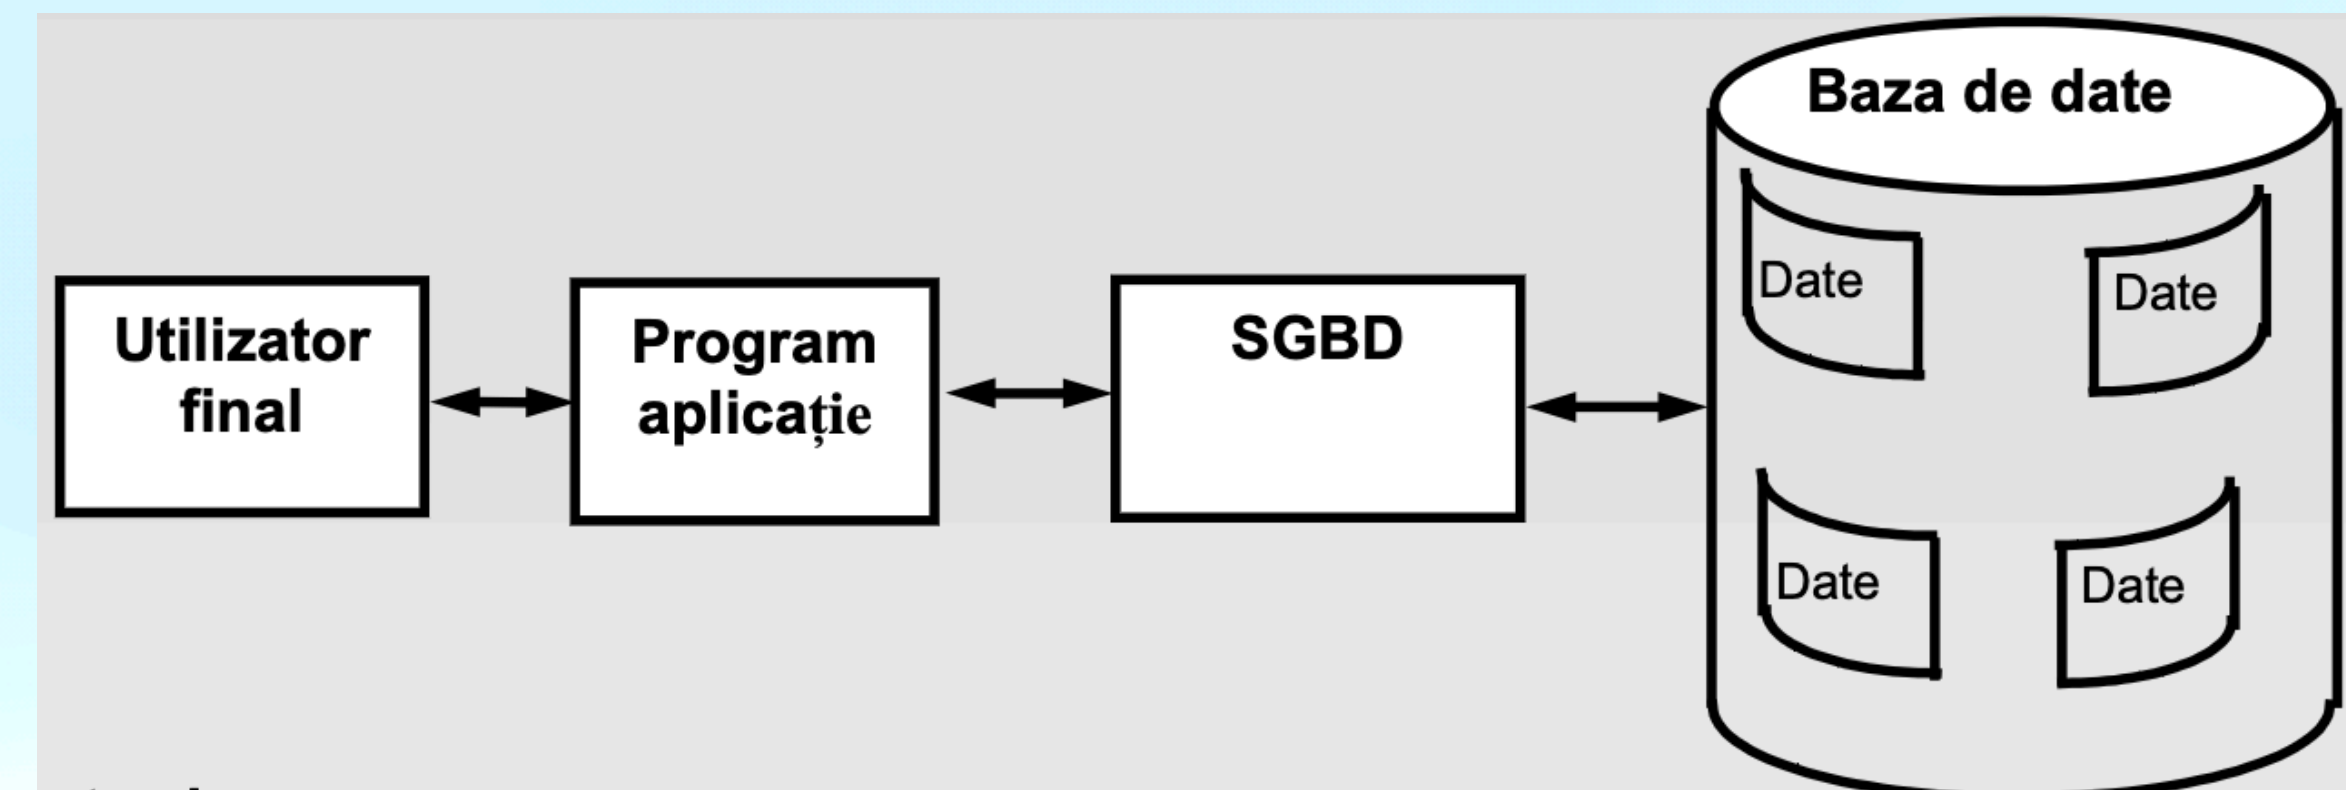 Baza de date
Utilizator
final
Program
aplicație
SGBD
Date
Date
Date
Date